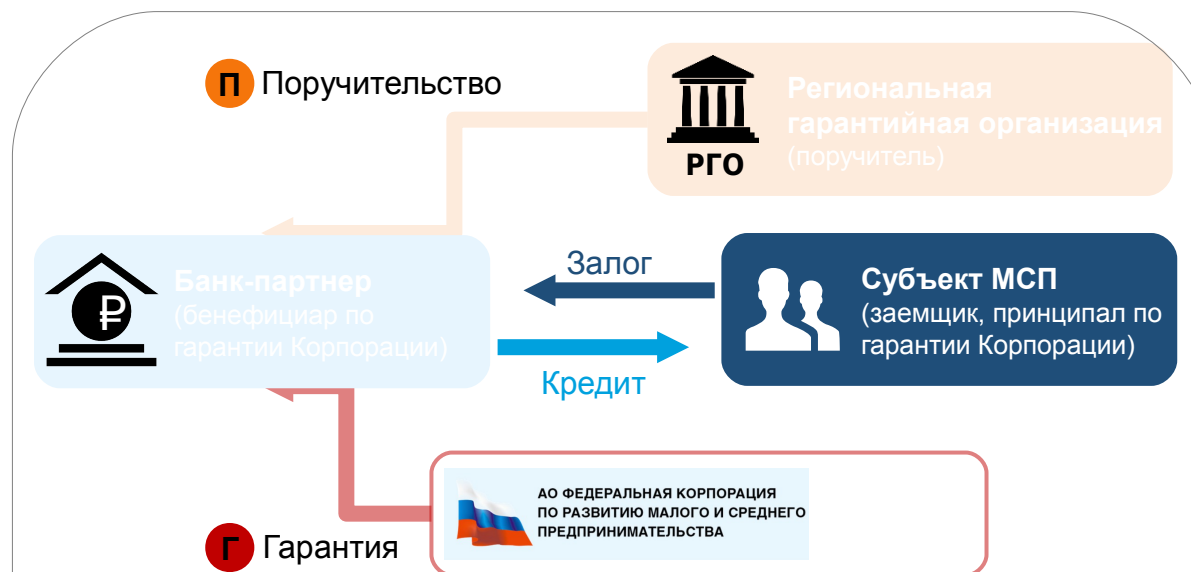 П Поручительство
Региональная
гарантийная организация
(поручитель)
РГО
Банк-партнер
(бенефициар по
гарантии Корпорации)
₽
Залог
Кредит
Субъект МСП
(заемщик, принципал по
гарантии Корпорации)
АО ФЕДЕРАЛЬНАЯ КОРПОРАЦИЯ
ПО РАЗВИТИЮ МАЛОГО И СРЕДНЕГО
ПРЕДПРИНИМАТЕЛЬСТВА
Г Гарантия